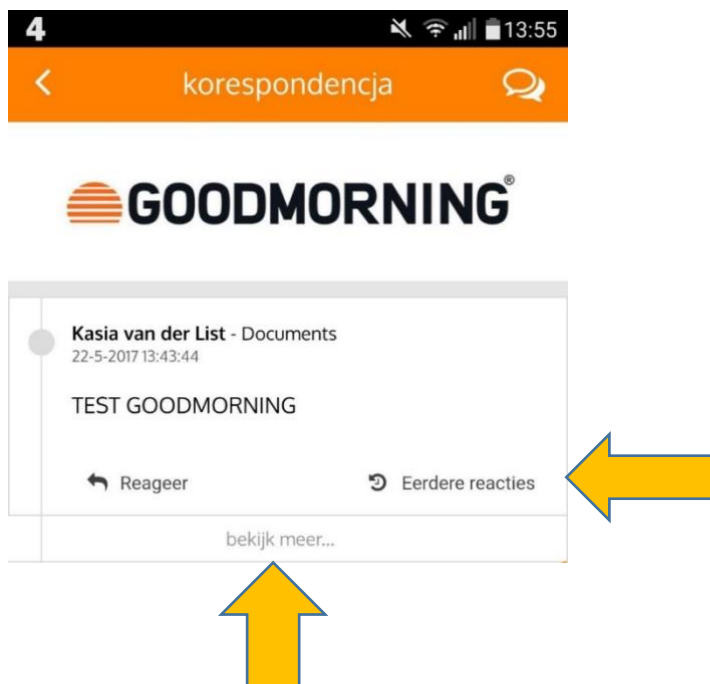 4 13:55
korespondencja
GOODMORNING®
Kasia van der List - Documents
22-5-2017 13:43:44
TEST GOODMORNING
Reageer Eerdere reacties
bekijk meer...